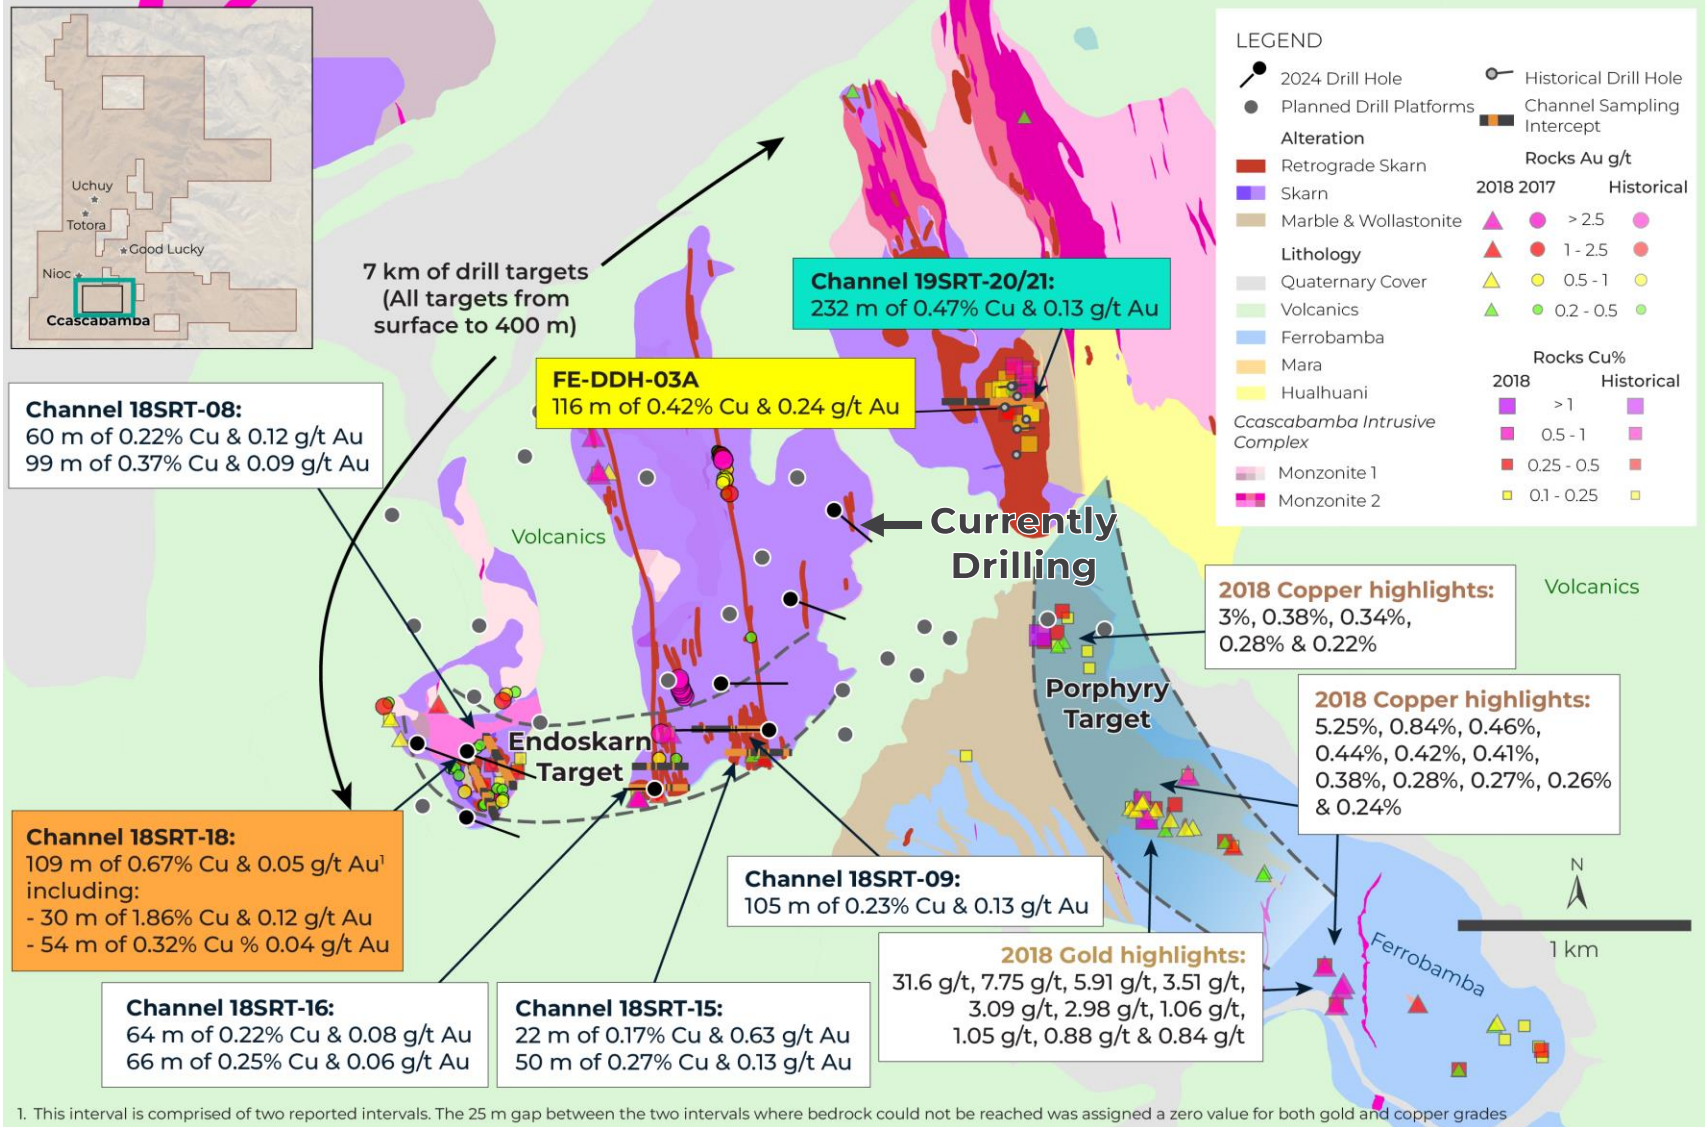 Uchuy
Totora
Good Lucky
Nioc
Ccascabamba
7 km of drill targets
(All targets from
surface to 400 m)
Channel 19SRT-20/21:
232 m of 0.47% Cu & 0.13 g/t Au
FE-DDH-03A
116 m of 0.42% Cu & 0.24 g/t Au
Channel 18SRT-08:
60 m of 0.22% Cu & 0.12 g/t Au
99 m of 0.37% Cu & 0.09 g/t Au
Volcanics
Currently
Drilling
LEGEND
2024 Drill Hole
Planned Drill Platforms
Alteration
Retrograde Skarn
Skarn
Marble & Wollastonite
Lithology
Quaternary Cover
Volcanics
Ferrobamba
Mara
Hualhuani
Ccascabamba Intrusive
Complex
Monzonite 1
Monzonite 2
Historical Drill Hole
Channel Sampling
Intercept
Rocks Au g/t
2018 2017 Historical
> 2.5
1 - 2.5
0.5 - 1
0.2 - 0.5
Rocks Cu%
2018 Historical
> 1
0.5 - 1
0.25 - 0.5
0.1 - 0.25
2018 Copper highlights:
3%, 0.38%, 0.34%,
0.28% & 0.22%
Volcanics
Porphyry
Target
2018 Copper highlights:
5.25%, 0.84%, 0.46%,
0.44%, 0.42%, 0.41%,
0.38%, 0.28%, 0.27%, 0.26%
& 0.24%
Endoskarn
Target
Channel 18SRT-18:
109 m of 0.67% Cu & 0.05 g/t Au¹
including:
- 30 m of 1.86% Cu & 0.12 g/t Au
- 54 m of 0.32% Cu % 0.04 g/t Au
Channel 18SRT-09:
105 m of 0.23% Cu & 0.13 g/t Au
2018 Gold highlights:
31.6 g/t, 7.75 g/t, 5.91 g/t, 3.51 g/t,
3.09 g/t, 2.98 g/t, 1.06 g/t,
1.05 g/t, 0.88 g/t & 0.84 g/t
Ferrobamba
N
1 km
Channel 18SRT-16:
64 m of 0.22% Cu & 0.08 g/t Au
66 m of 0.25% Cu & 0.06 g/t Au
Channel 18SRT-15:
22 m of 0.17% Cu & 0.63 g/t Au
50 m of 0.27% Cu & 0.13 g/t Au
1. This interval is comprised of two reported intervals. The 25 m gap between the two intervals where bedrock could not be reached was assigned a zero value for both gold and copper grades